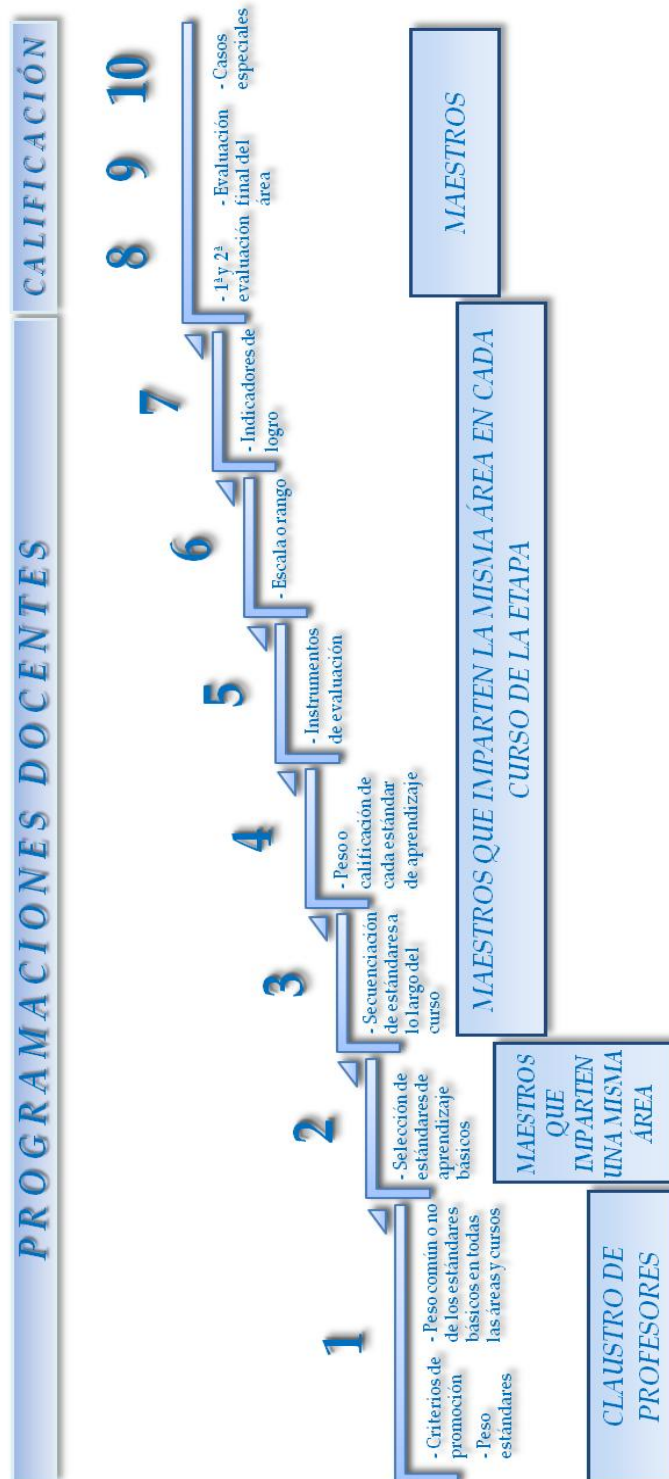 PROGRAMACIONES DOCENTES
CALIFICACIÓN
1
- Criterios de
promoción
- Peso
estándares
- Peso común o no
de los estándares
básicos en todas
las áreas y cursos
2
- Selección de
estándares de
aprendizaje
básicos
3
- Secuenciación
de estándares a
lo largo del
curso
4
- Peso o
calificación de
cada estándar
de aprendizaje
5
- Instrumentos
de evaluación
6
- Escala o rango
7
- Indicadores de
logro
8
- 1ª y 2ª
evaluación
9
- Evaluación
final del
área
10
- Casos
especiales
CLAUSTRO DE
PROFESORES
MAESTROS
QUE
IMPARTEN
UNA MISMA
ÁREA
MAESTROS QUE IMPARTEN LA MISMA ÁREA EN CADA
CURSO DE LA ETAPA
MAESTROS